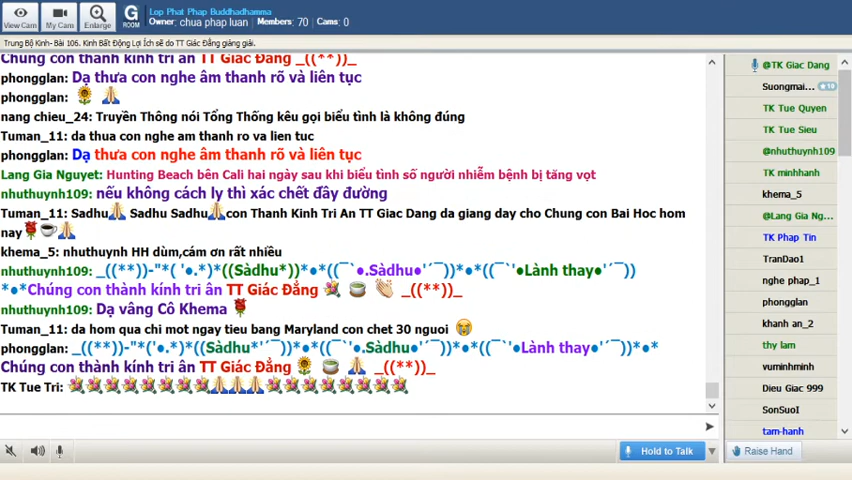 View Cam
My Cam
Enlarge
G
ROOM
Lop Phat Phap Buddhadhamma
Owner: chua phap luan Members: 70 Cams: 0
Trung Bộ Kinh- Bài 106. Kinh Bất Động Lợi Ích sẽ do TT Giác Đẳng giảng giải.
Chúng con thành kính tri ân TT Giác Đẳng _((**)_
phongglan: Dạ thưa con nghe âm thanh rõ và liên tục
phongglan: 🌻 🙏
nang chieu_24: Truyền Thông nói Tổng Thống kêu gọi biểu tình là không đúng
Tuman_11: da thua con nghe am thanh ro va lien tuc
phongglan: Dạ thưa con nghe âm thanh rõ và liên tục
Lang Gia Nguyet: Hunting Beach bên Cali hai ngày sau khi biểu tình số người nhiễm bệnh bị tăng vọt
nhuthuynh109: nếu không cách ly thì xác chết đầy đường
Tuman_11: Sadhu🙏 Sadhu Sadhu🙏con Thanh Kinh Tri An TT Giac Dang da giang day cho Chung con Bai Hoc hom
nay🌹☕🙏
khema_5: nhuthuynh HH dùm,cám ơn rất nhiều
nhuthuynh109: _((**)-"*( '●.*)*((Sàdhu*))*●*((¯`●.Sàdhu●'´¯))*●*((¯`'●Lành thay●'´¯))
*●*Chúng con thành kính tri ân TT Giác Đẳng 💐 🍵 👏 _((**)_
nhuthuynh109: Dạ vâng Cô Khema 🌹
Tuman_11: da hom qua chi mot ngay tieu bang Maryland con chet 30 nguoi 😭
phongglan: _((**)-"*('●.*)*((Sàdhu*'´¯))*●*((¯`●.Sàdhu●'´¯))*●*((¯`'●Lành thay●'´¯))*●*
Chúng con thành kính tri ân TT Giác Đẳng🌻 🍵 🙏 _((**)_
TK Tue Tri: 💐💐💐💐💐💐💐💐💐🙏🙏🙏💐💐💐💐💐💐💐💐💐
Hold to Talk
@TK Giac Dang
Suongmai... ★10
TK Tue Quyen
TK Tue Sieu
@nhuthuynh109
TK minhhanh
khema_5
@Lang Gia Ng...
TK Phap Tin
TranDao1
nghe phap_1
phongglan
khanh an_2
thy lam
vuminhminh
Dieu Giac 999
SonSuoI
tam-hanh
Raise Hand